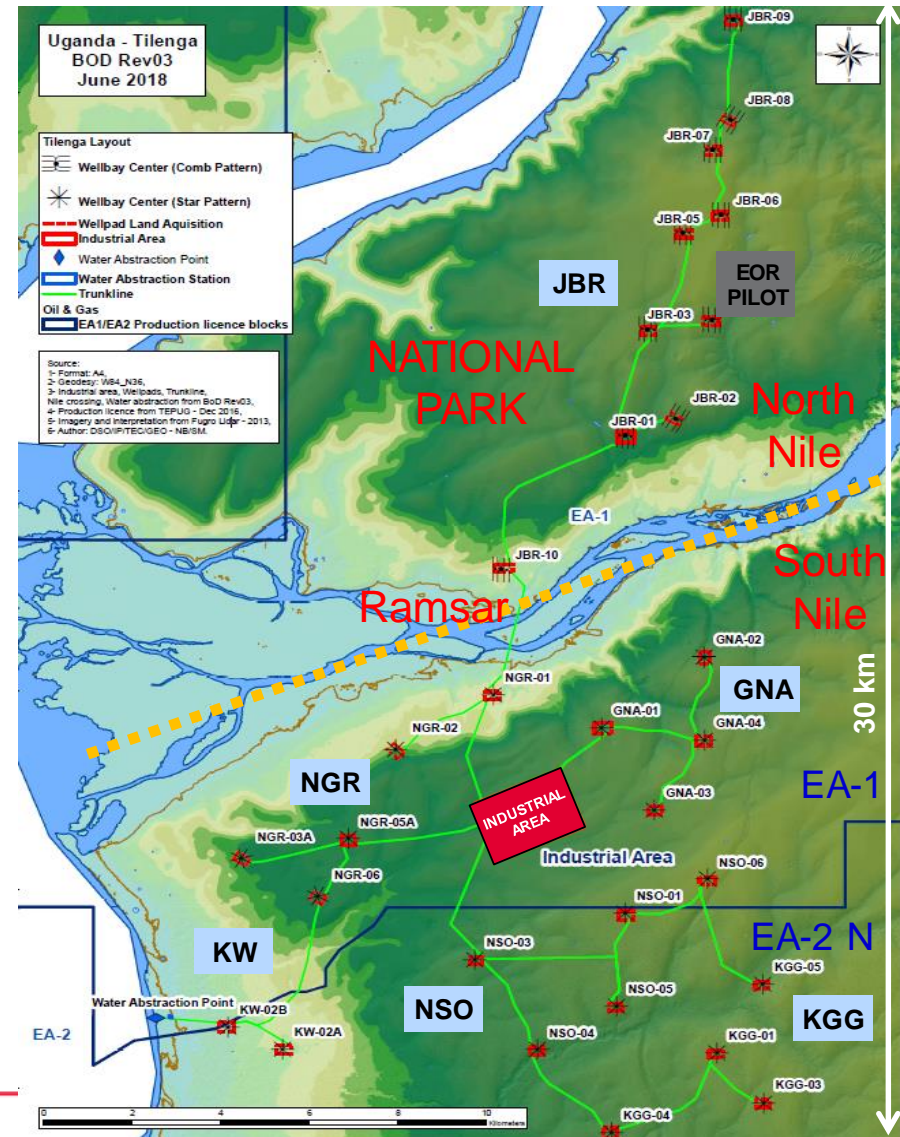 Uganda - Tilenga
BOD Rev03
June 2018
Tilenga Layout
Wellbay Center (Comb Pattern)
Wellbay Center (Star Pattern)
Wellpad Land Aquisition
Industrial Area
Water Abstraction Point
Water Abstraction Station
Trunkline
Oil & Gas
EA1/EA2 Production licence blocks
Source:
1- Format: A4,
2- Geodesy: W84_N36,
3- Industrial area, Wellpads, Trunkline,
Nile crossing, Water abstraction from BoD Rev03,
4- Production licence from TEPUG - Dec 2016,
5- Imagery and interpretation from Fugro Lidar - 2013,
6- Author: DSO/IP/TEC/GEO - NB/SM.
JBR-09
JBR-08
JBR-07
JBR-06
JBR-05
JBR
EOR
PILOT
JBR-03
NATIONAL
PARK
JBR-02
JBR-01
North
Nile
EA-1
JBR-10
South
Nile
Ramsar
GNA-02
GNA
NGR-01
GNA-01
GNA-04
NGR-02
30 km
NGR
EA-1
GNA-03
INDUSTRIAL
AREA
NGR-05A
NGR-03A
Industrial Area
NSO-06
NGR-06
NSO-01
EA-2 N
KW
NSO-03
KGG-05
NSO-05
Water Abstraction Point
KW-02B
NSO
KGG
EA-2
KW-02A
NSO-04
KGG-01
KGG-03
KGG-04
0 2 4 6 8 10
Kilometers